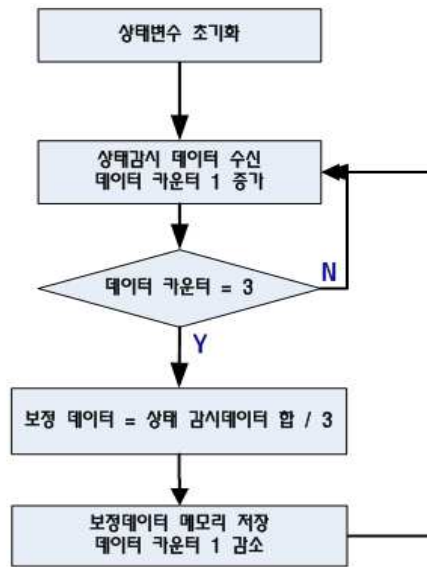 상태변수 초기화
상태감시 데이터 수신
데이터 카운터 1 증가
데이터 카운터 = 3
N
Y
보정 데이터 = 상태 감시데이터 합 / 3
보정데이터 메모리 저장
데이터 카운터 1 감소